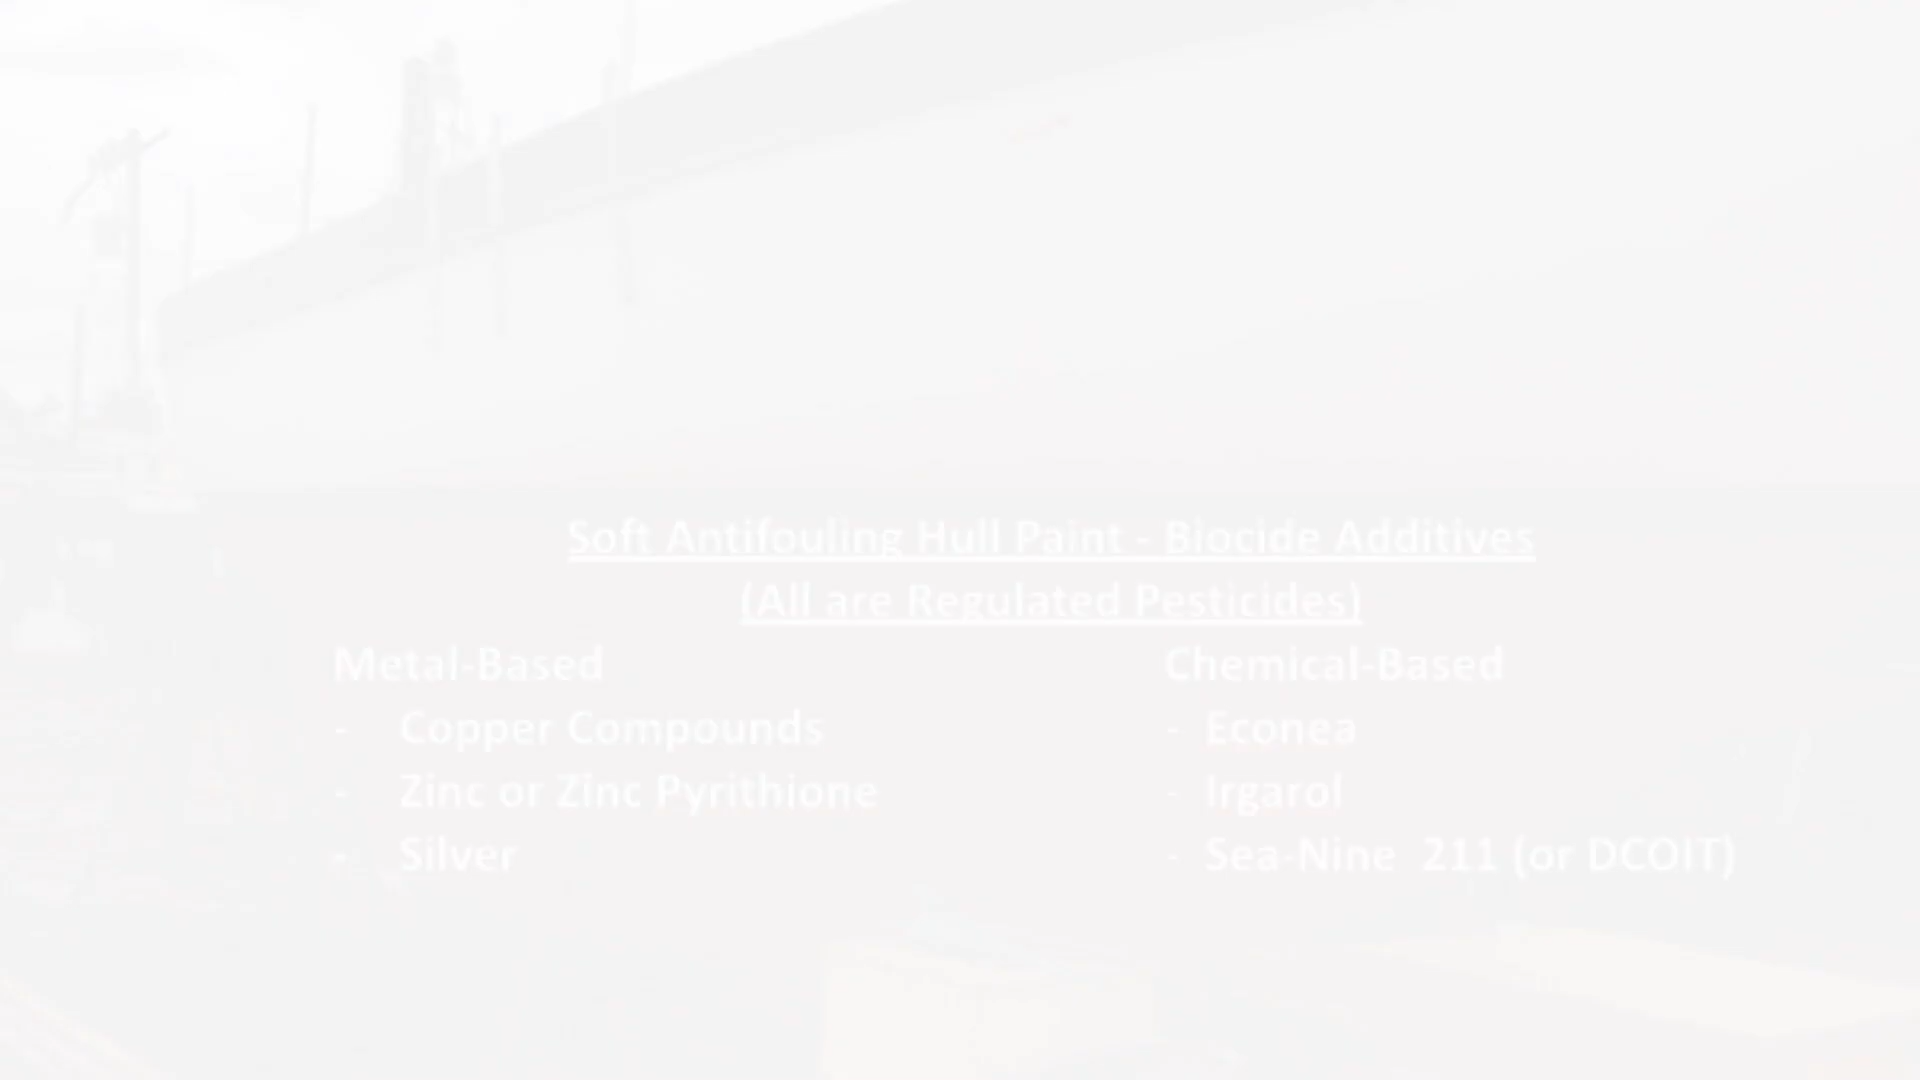 Soft Antifouling Hull Paint - Biocide Additives
(All are Regulated Pesticides)
Metal-Based
- Copper Compounds
- Zinc or Zinc Pyrithione
- Silver
Chemical-Based
- Econea
- Irgarol
- Sea-Nine 211 (or DCOIT)